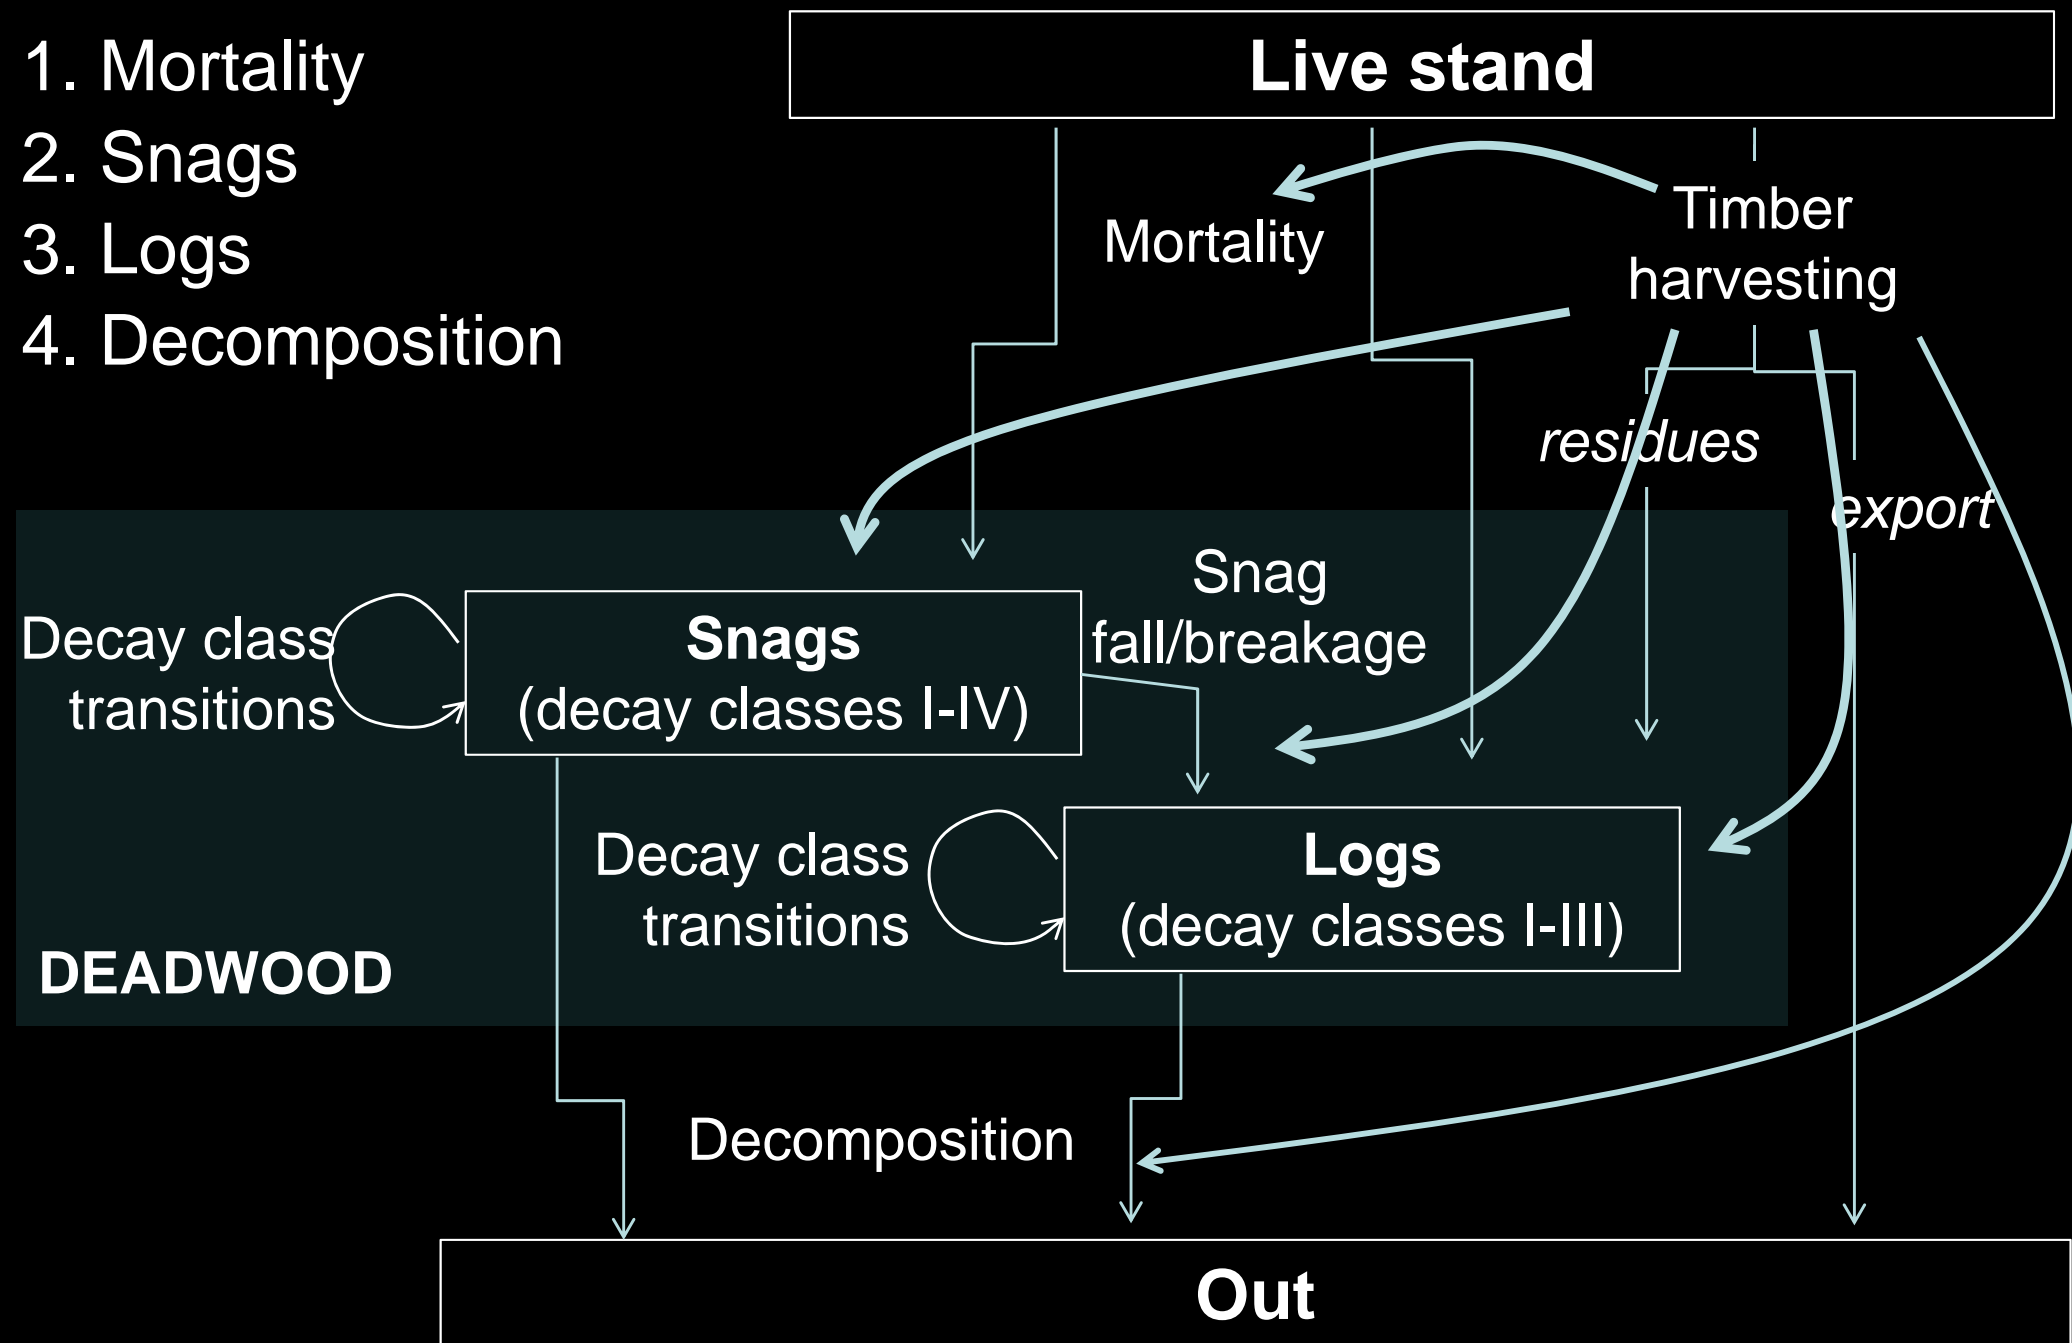 1. Mortality
2. Snags
3. Logs
4. Decomposition
Live stand
Mortality
Timber
harvesting
residues
export
Snag
fall/breakage
Decay class
transitions
Snags
(decay classes I-IV)
Decay class
transitions
Logs
(decay classes I-III)
DEADWOOD
Decomposition
Out